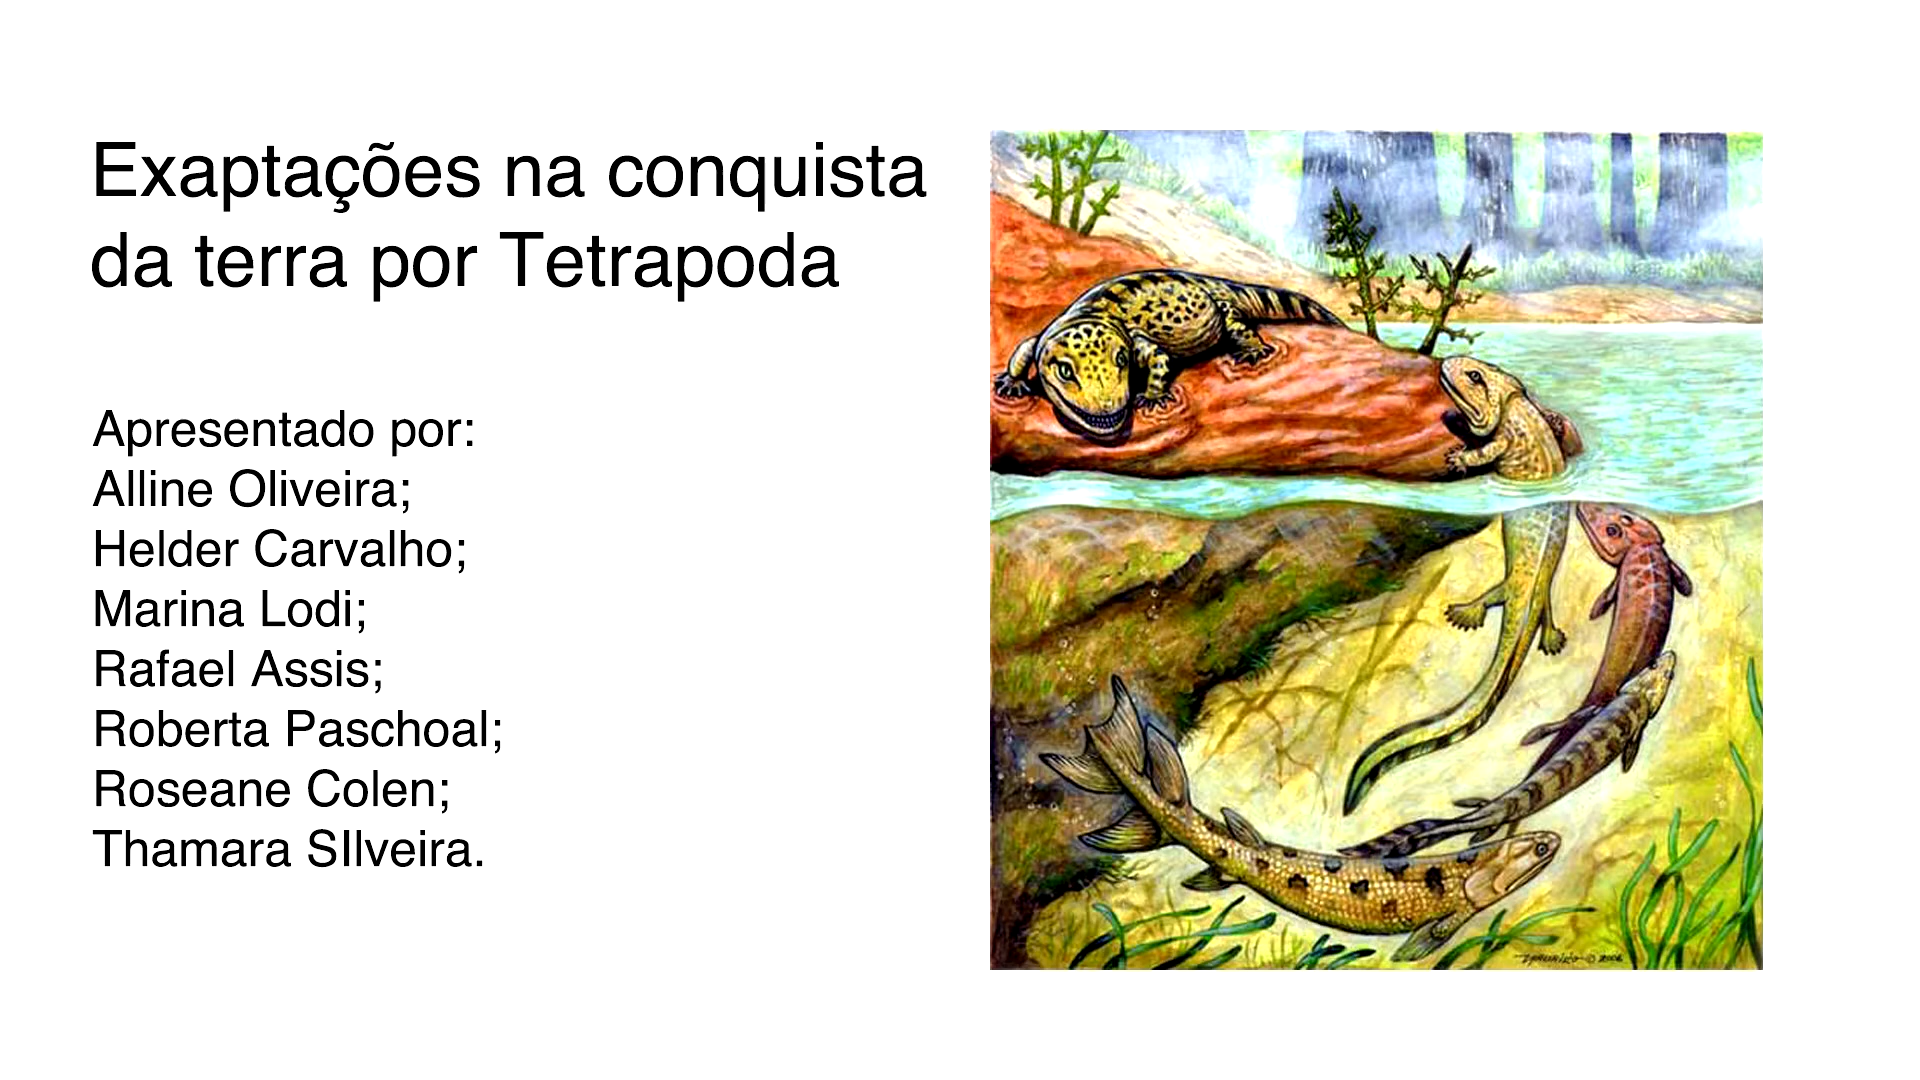 Exaptações na conquista
da terra por Tetrapoda
Apresentado por:
Alline Oliveira;
Helder Carvalho;
Marina Lodi;
Rafael Assis;
Roberta Paschoal;
Roseane Colen;
Thamara SIlveira.